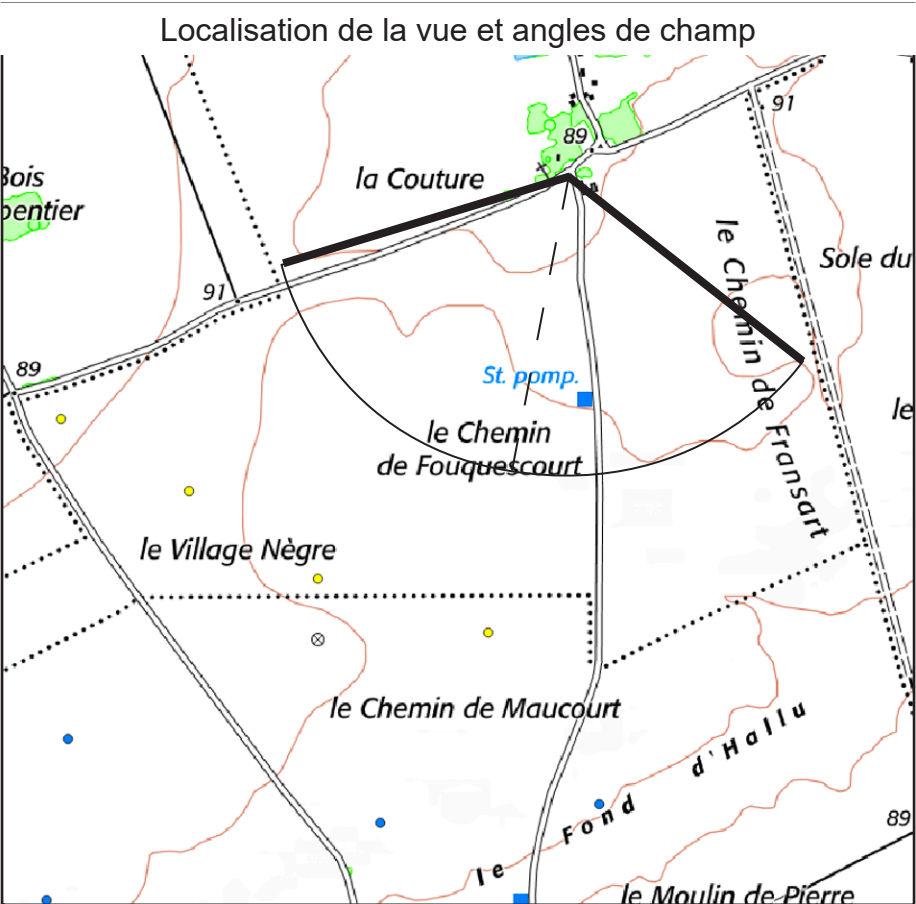 Localisation de la vue et angles de champ
91
89
Bois
pentier
la Couture
le Chemin de Fransart
Sole du
91
89
St. pomp.
le
le Chemin
de Fouquescourt
le Village Nègre
le Chemin de Maucourt
le Fond d'Hallu
89
le Moulin de Pierre